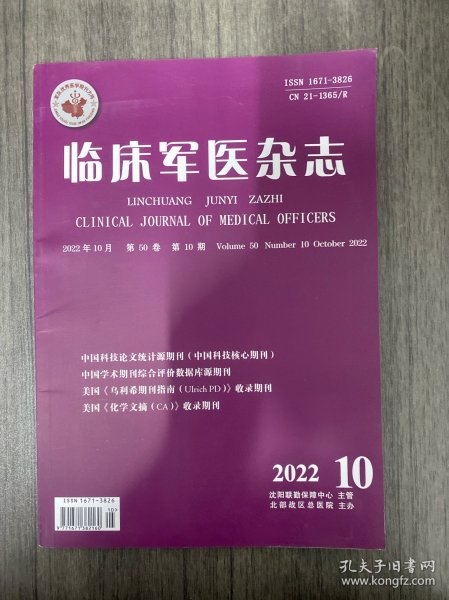 ISSN 1671-3826
CN 21-1365/R
临床军医杂志
LINCHUANG JUNYI ZAZHI
CLINICAL JOURNAL OF MEDICAL OFFICERS
2022年10月 第50卷 第10期 Volume 50 Number 10 October 2022
中国科技论文统计源期刊(中国科技核心期刊)
中国学术期刊综合评价数据库源期刊
美国《乌利希期刊指南(Ulrich PD)》收录期刊
美国《化学文摘(CA)》收录期刊
2022 10
沈阳联勤保障中心 主管
北部战区总医院 主办
ISSN 1671-3826
10>
9 771671 382160
孔夫子旧书网
www.kongfz.com